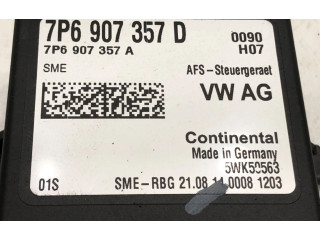 7P6 907 357 D 0090
7P6 907 357 A H07
SME AFS-Steuergeraet
VW AG
Continental
Made in Germany
5WK50563
01S SME-RBG 21.08 0008 1203